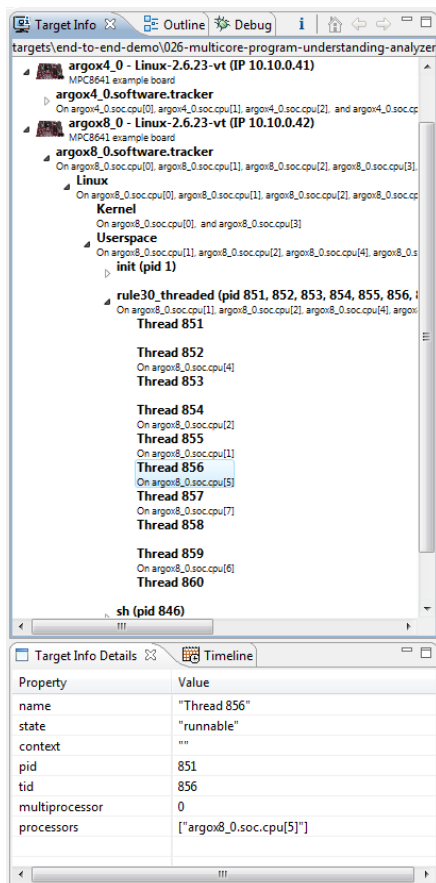 Target Info Outline Debug i
targets\end-to-end-demo\026-multicore-program-understanding-analyzer
argox4_0 - Linux-2.6.23-vt (IP 10.10.0.41)
MPC8641 example board
argox4_0.software.tracker
On argox4_0.soc.cpu[0], argox4_0.soc.cpu[1], argox4_0.soc.cpu[2], and argox4_0.soc.cp
argox8_0 - Linux-2.6.23-vt (IP 10.10.0.42)
MPC8641 example board
argox8_0.software.tracker
On argox8_0.soc.cpu[0], argox8_0.soc.cpu[1], argox8_0.soc.cpu[2], argox8_0.soc.cpu[3],
Linux
On argox8_0.soc.cpu[0], argox8_0.soc.cpu[1], argox8_0.soc.cpu[2], argox8_0.soc.cp
Kernel
On argox8_0.soc.cpu[0], and argox8_0.soc.cpu[3]
Userspace
On argox8_0.soc.cpu[1], argox8_0.soc.cpu[2], argox8_0.soc.cpu[4], argox8_0.s
init (pid 1)
rule30_threaded (pid 851, 852, 853, 854, 855, 856,
On argox8_0.soc.cpu[1], argox8_0.soc.cpu[2], argox8_0.soc.cpu[4], argox
Thread 851
Thread 852
On argox8_0.soc.cpu[4]
Thread 853
Thread 854
On argox8_0.soc.cpu[2]
Thread 855
On argox8_0.soc.cpu[1]
Thread 856
On argox8_0.soc.cpu[5]
Thread 857
On argox8_0.soc.cpu[7]
Thread 858
Thread 859
On argox8_0.soc.cpu[6]
Thread 860
sh (pid 846)
Target Info Details Timeline
Property Value
name "Thread 856"
state "runnable"
context ""
pid 851
tid 856
multiprocessor 0
processors ["argox8_0.soc.cpu[5]"]